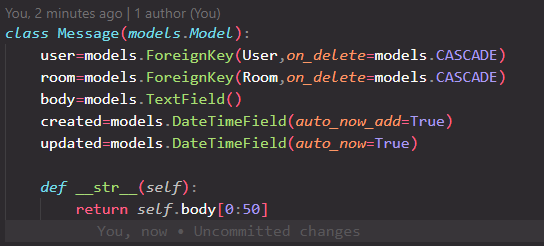 You, 2 minutes ago | 1 author (You)
class Message(models.Model):
    user=models.ForeignKey(User,on_delete=models.CASCADE)
    room=models.ForeignKey(Room,on_delete=models.CASCADE)
    body=models.TextField()
    created=models.DateTimeField(auto_now_add=True)
    updated=models.DateTimeField(auto_now=True)
    def __str__(self):
        return self.body[0:50]
You, now • Uncommitted changes